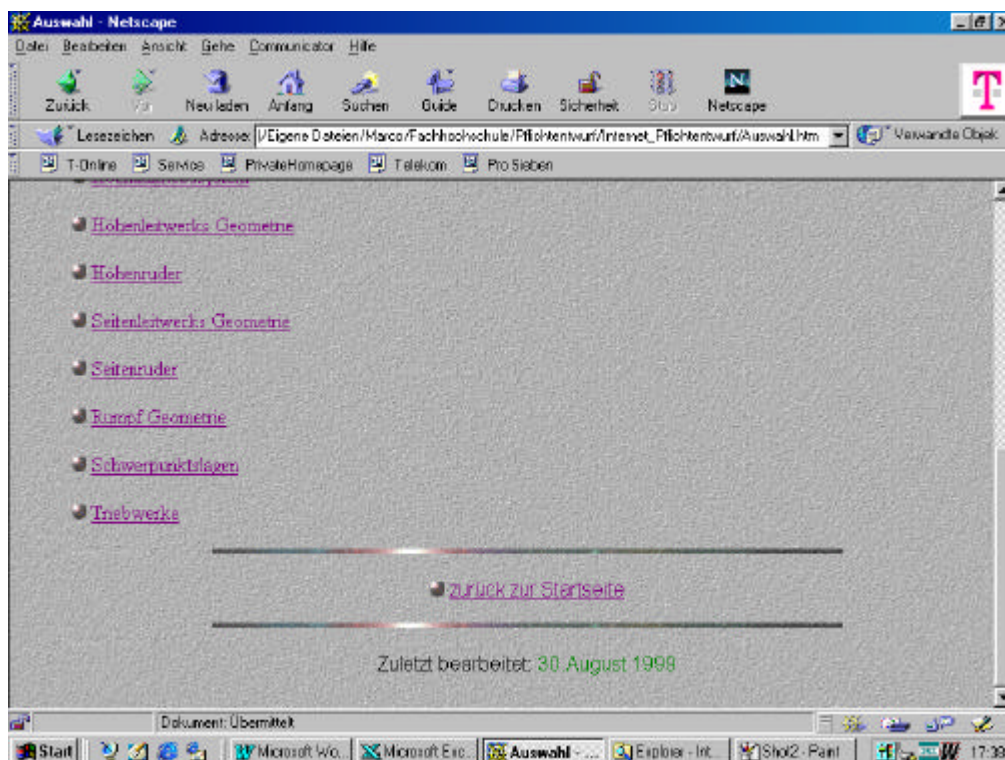 Auswahl - Netscape
Datei Bearbeiten Ansicht Gehe Communicator Hilfe
Zurück Vor Neu laden Anfang Suchen Guide Drucken Sicherheit Stop Netscape
T
Lesezeichen Adresse: /Eigene Dateien/Marco/Fachhochschule/Pflichtentwurf/Internet_Pflichtentwurf/Auswahl.htm Verwandte Objek
T-Online Service PrivateHomepage Telekom Pro Sieben
Höhenleitwerks Geometrie
Höhenruder
Seitenleitwerks Geometrie
Seitenruder
Rumpf Geometrie
Schwerpunktslagen
Triebwerke
zurück zur Startseite
Zuletzt bearbeitet: 30 August 1999
Dokument: Übermittelt
Start Microsoft Wo... Microsoft Exc... Auswahl - ... Explorer - Int... Shot2 - Paint 17:39